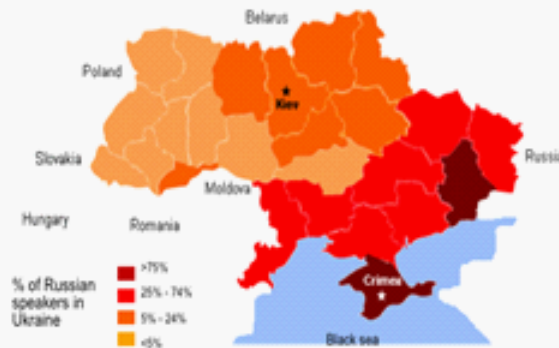 Belarus
Poland
Kiev
Slovakia
Russia
Moldova
Hungary
Romania
% of Russian
speakers in
Ukraine
>75%
25% - 74%
5% - 24%
<5%
Crimea
Black sea